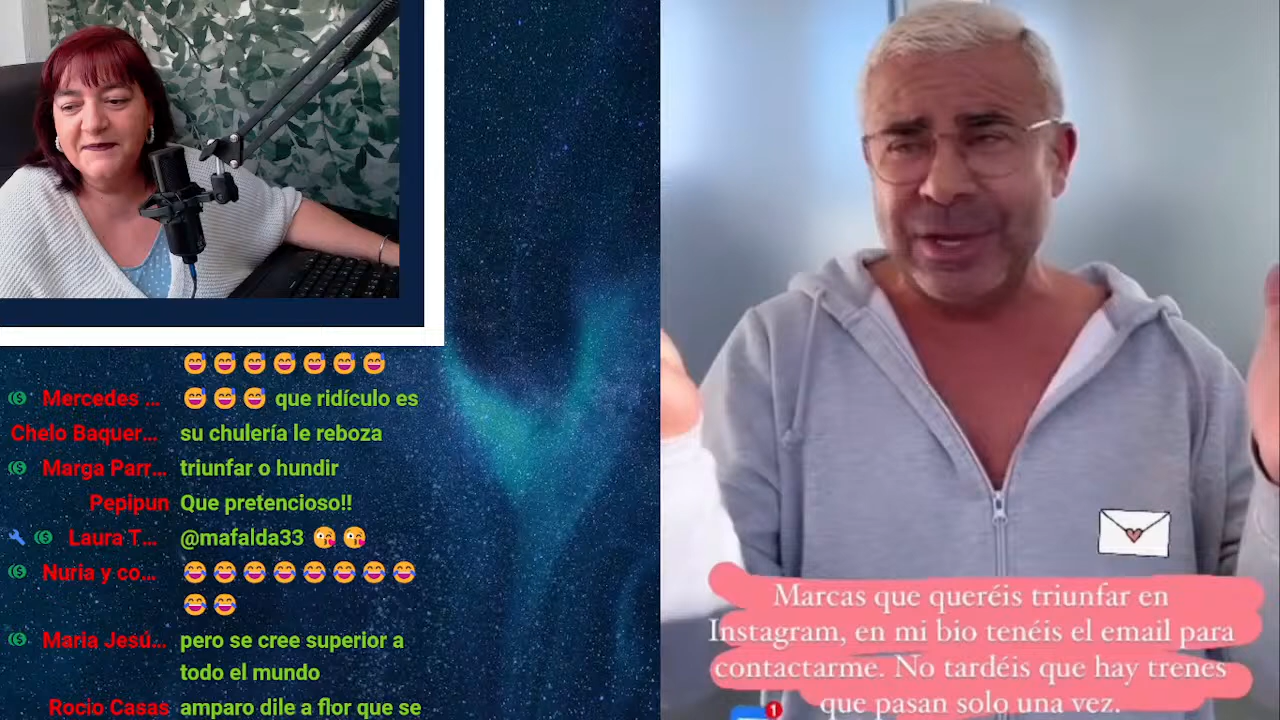 Mercedes ... que ridículo es
Chelo Baquer... su chulería le reboza
Marga Parr... triunfar o hundir
Pepipun Que pretencioso!!
Laura T... @mafalda33
Nuria y co...
Maria Jesú... pero se cree superior a
todo el mundo
Rocio Casas amparo dile a flor que se
Marcas que queréis triunfar en
Instagram, en mi bio tenéis el email para
contactarme. No tardéis que hay trenes
que pasan solo una vez.
1